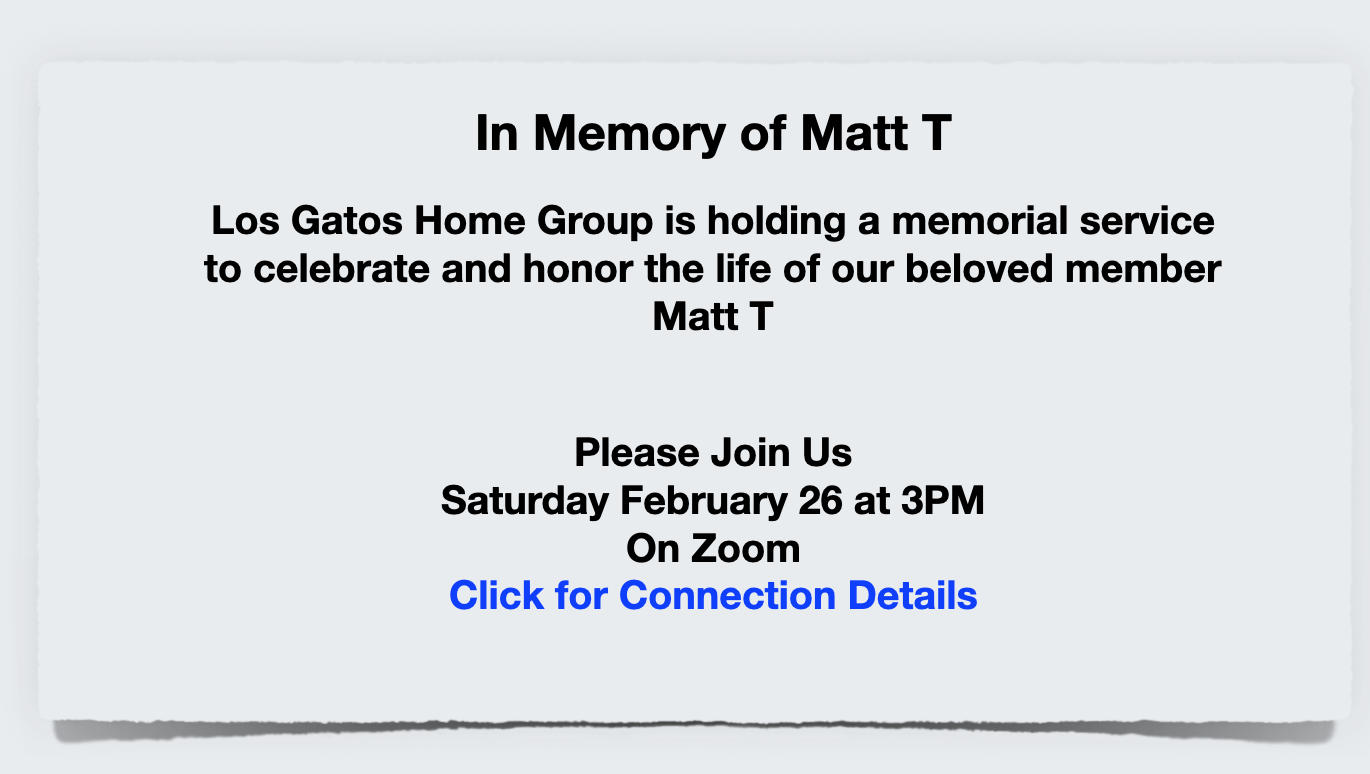 In Memory of Matt T
Los Gatos Home Group is holding a memorial service
to celebrate and honor the life of our beloved member
Matt T
Please Join Us
Saturday February 26 at 3PM
On Zoom
Click for Connection Details